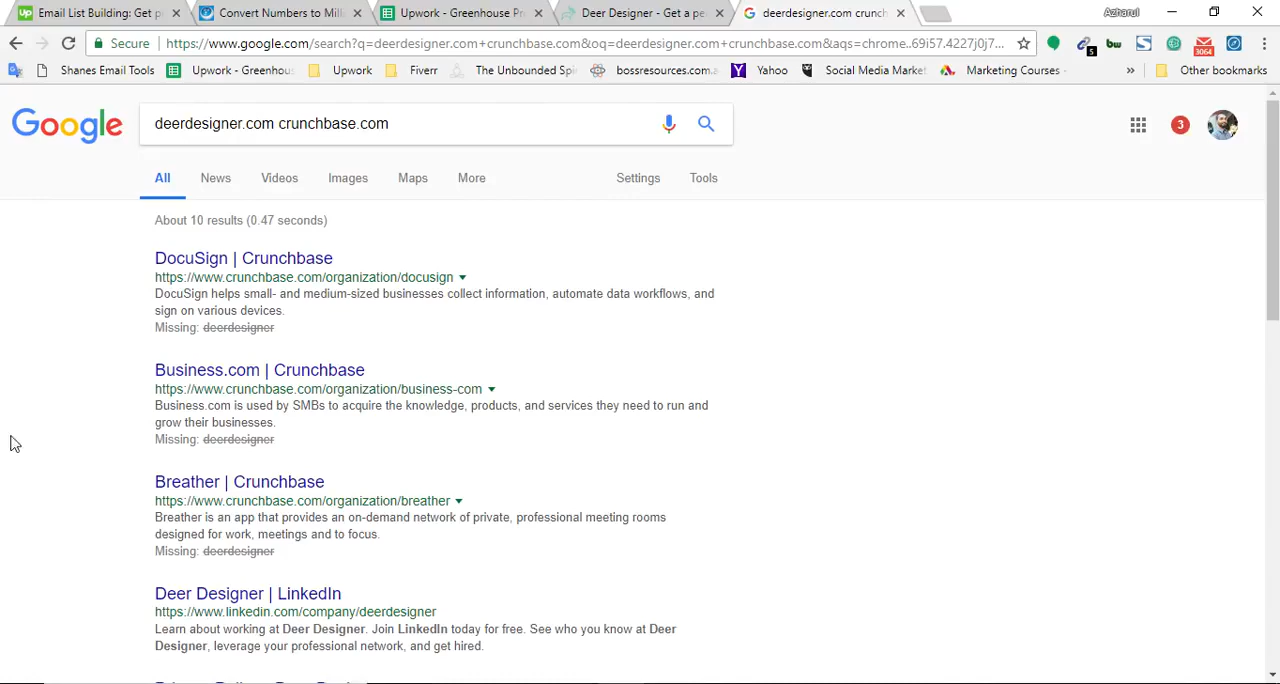 Email List Building: Get p
Convert Numbers to Mill
Upwork - Greenhouse Pr
Deer Designer - Get a pe
deerdesigner.com crunch
Azharul
Secure
https://www.google.com/search?q=deerdesigner.com+crunchbase.com&oq=deerdesigner.com+crunchbase.com&aqs=chrome..69i57.4227j0j7...
5
bw
3064
Shanes Email Tools
Upwork - Greenhous
Upwork
Fiverr
The Unbounded Spi
bossresources.com.a
Yahoo
Social Media Market
Marketing Courses -
»
Other bookmarks
Google
deerdesigner.com crunchbase.com
3
All
News
Videos
Images
Maps
More
Settings
Tools
About 10 results (0.47 seconds)
DocuSign | Crunchbase
https://www.crunchbase.com/organization/docusign
DocuSign helps small- and medium-sized businesses collect information, automate data workflows, and
sign on various devices.
Missing: deerdesigner
Business.com | Crunchbase
https://www.crunchbase.com/organization/business-com
Business.com is used by SMBs to acquire the knowledge, products, and services they need to run and
grow their businesses.
Missing: deerdesigner
Breather | Crunchbase
https://www.crunchbase.com/organization/breather
Breather is an app that provides an on-demand network of private, professional meeting rooms
designed for work, meetings and to focus.
Missing: deerdesigner
Deer Designer | LinkedIn
https://www.linkedin.com/company/deerdesigner
Learn about working at Deer Designer. Join LinkedIn today for free. See who you know at Deer
Designer, leverage your professional network, and get hired.